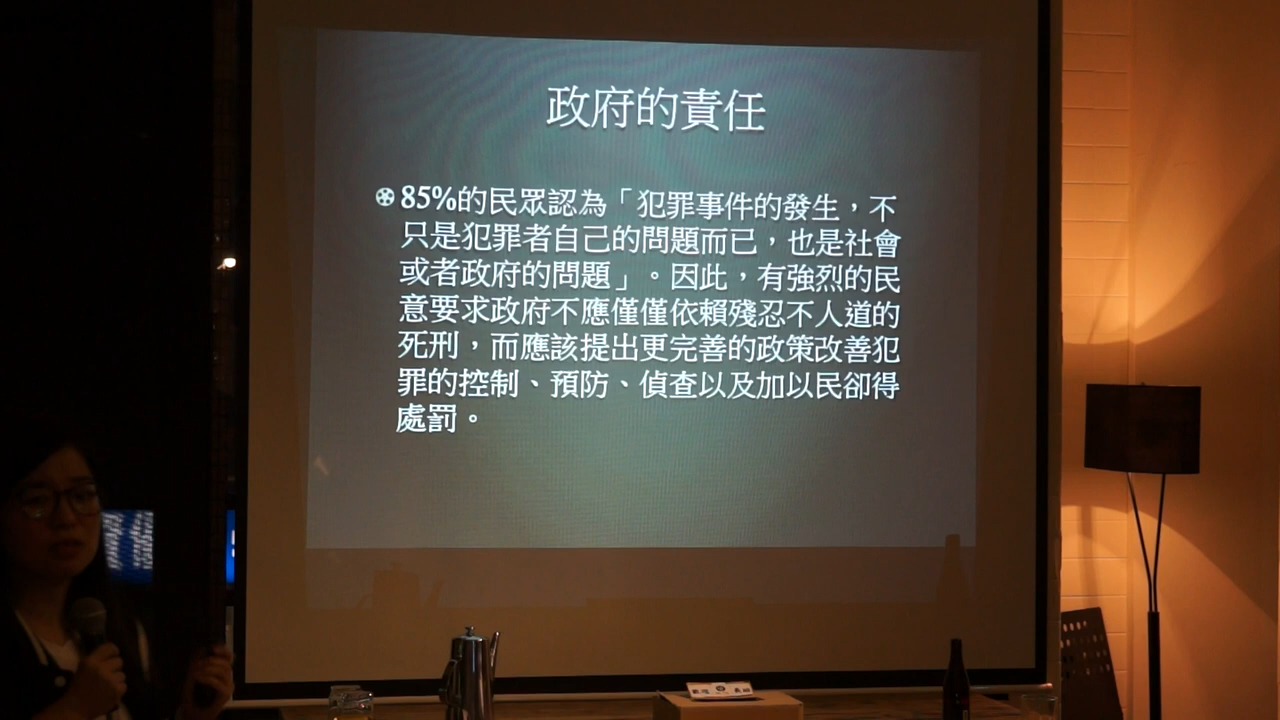 政府的責任
85%的民眾認為「犯罪事件的發生，不
只是犯罪者自己的問題而已，也是社會
或者政府的問題」。因此，有強烈的民
意要求政府不應僅僅依賴殘忍不人道的
死刑，而應該提出更完善的政策改善犯
罪的控制、預防、偵查以及加以民卻得
處罰。